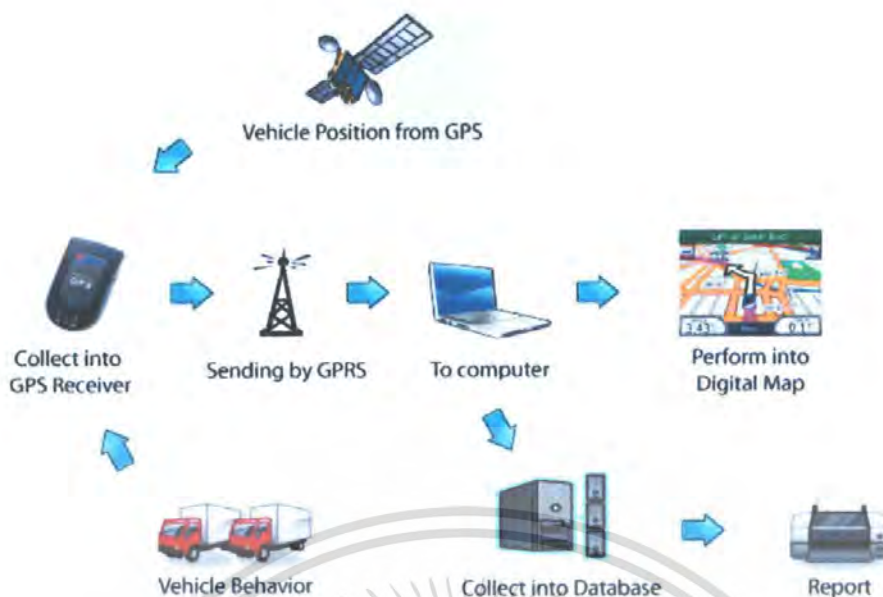 Vehicle Position from GPS
GPS
Collect into
GPS Receiver
Sending by GPRS
To computer
Perform into
Digital Map
Vehicle Behavior
Collect into Database
Report